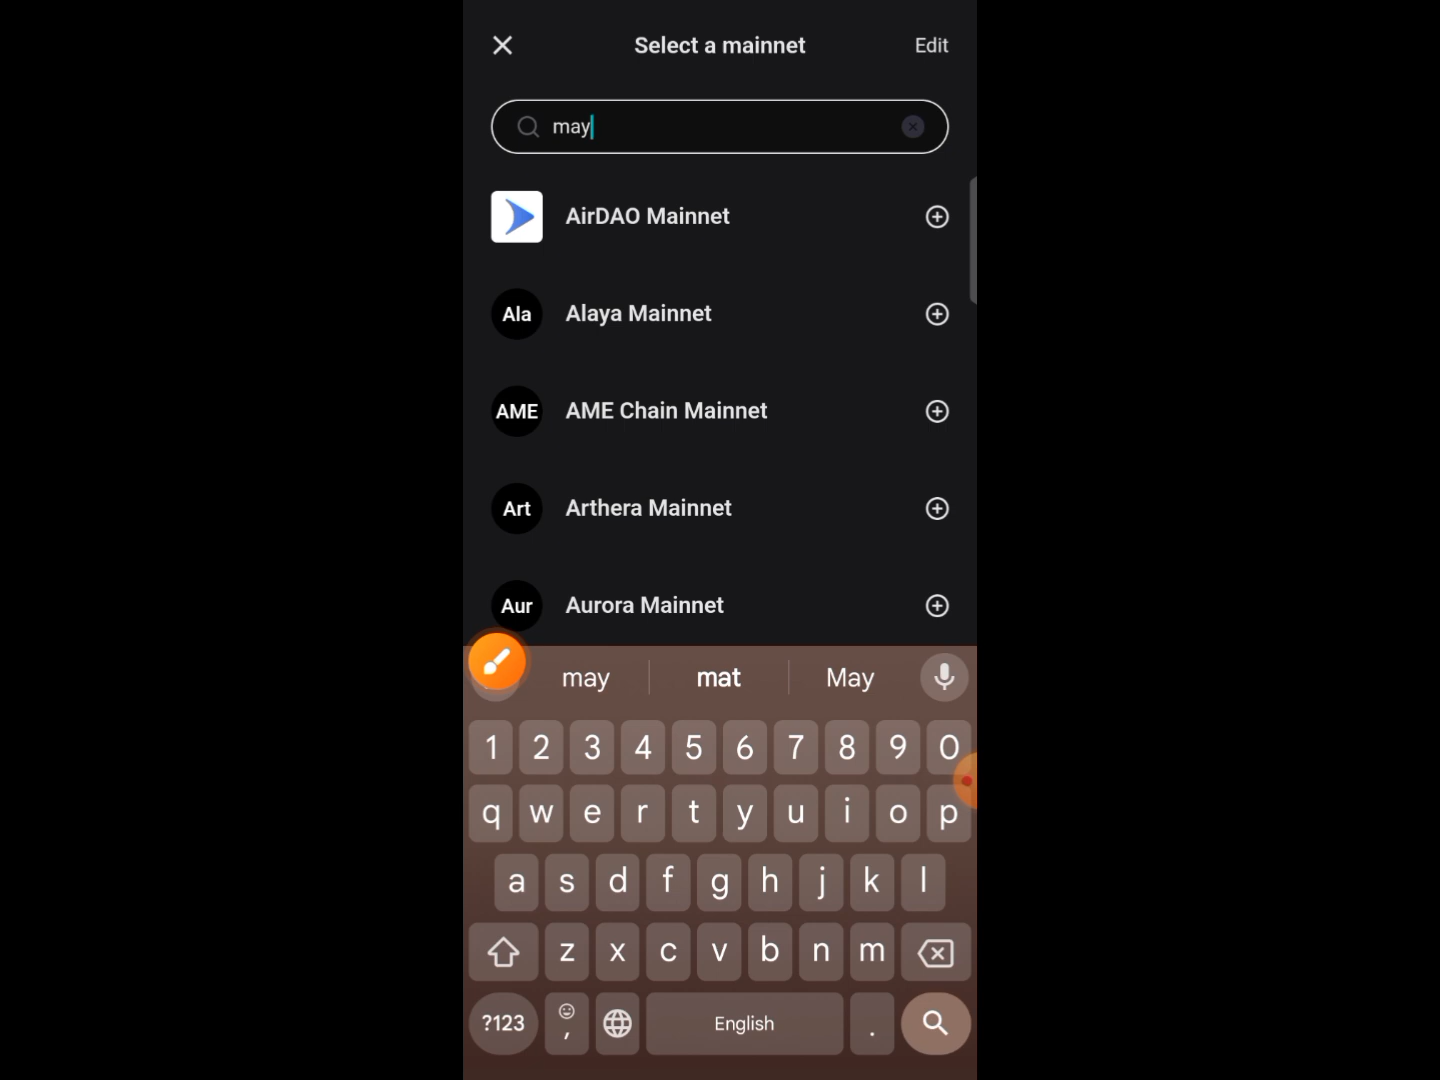 Select a mainnet Edit
may
AirDAO Mainnet
Ala Alaya Mainnet
AME AME Chain Mainnet
Art Arthera Mainnet
Aur Aurora Mainnet
may mat May
1 2 3 4 5 6 7 8 9 0
q w e r t y u i o p
a s d f g h j k l
z x c v b n m
?123 , English .